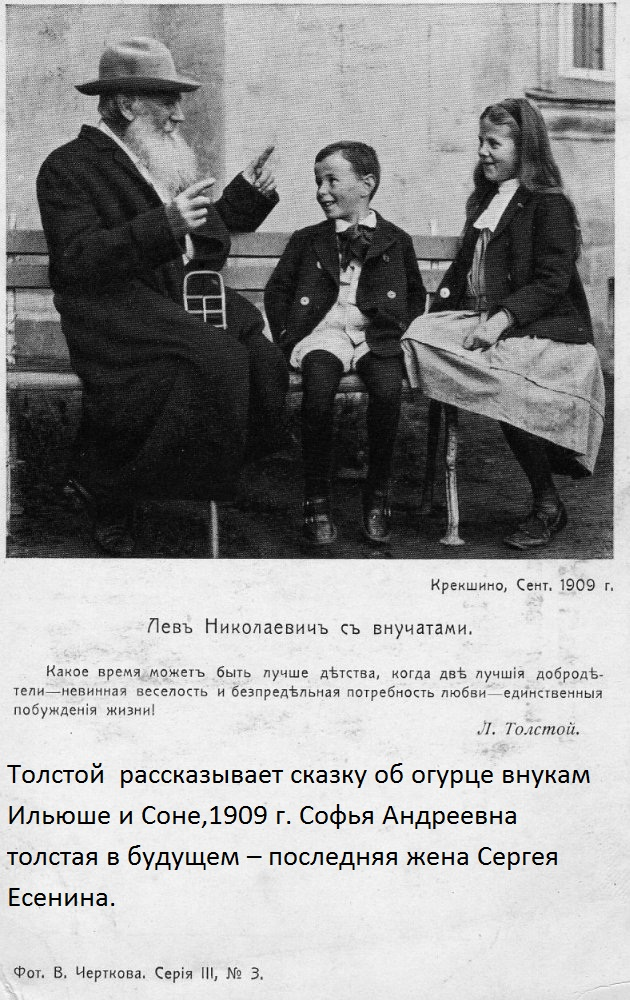 Крекшино, Сент. 1909 г.
Левъ Николаевичъ съ внучатами.
Какое время можетъ быть лучше дѣтства, когда двѣ лучшія добродѣ-
тели—невинная веселость и безпредѣльная потребность любви—единственныя
побужденія жизни!
Л. Толстой.
Толстой  рассказывает сказку об огурце внукам
Ильюше и Соне,1909 г. Софья Андреевна
толстая в будущем – последняя жена Сергея
Есенина.
Фот. В. Черткова. Серія III, № 3.